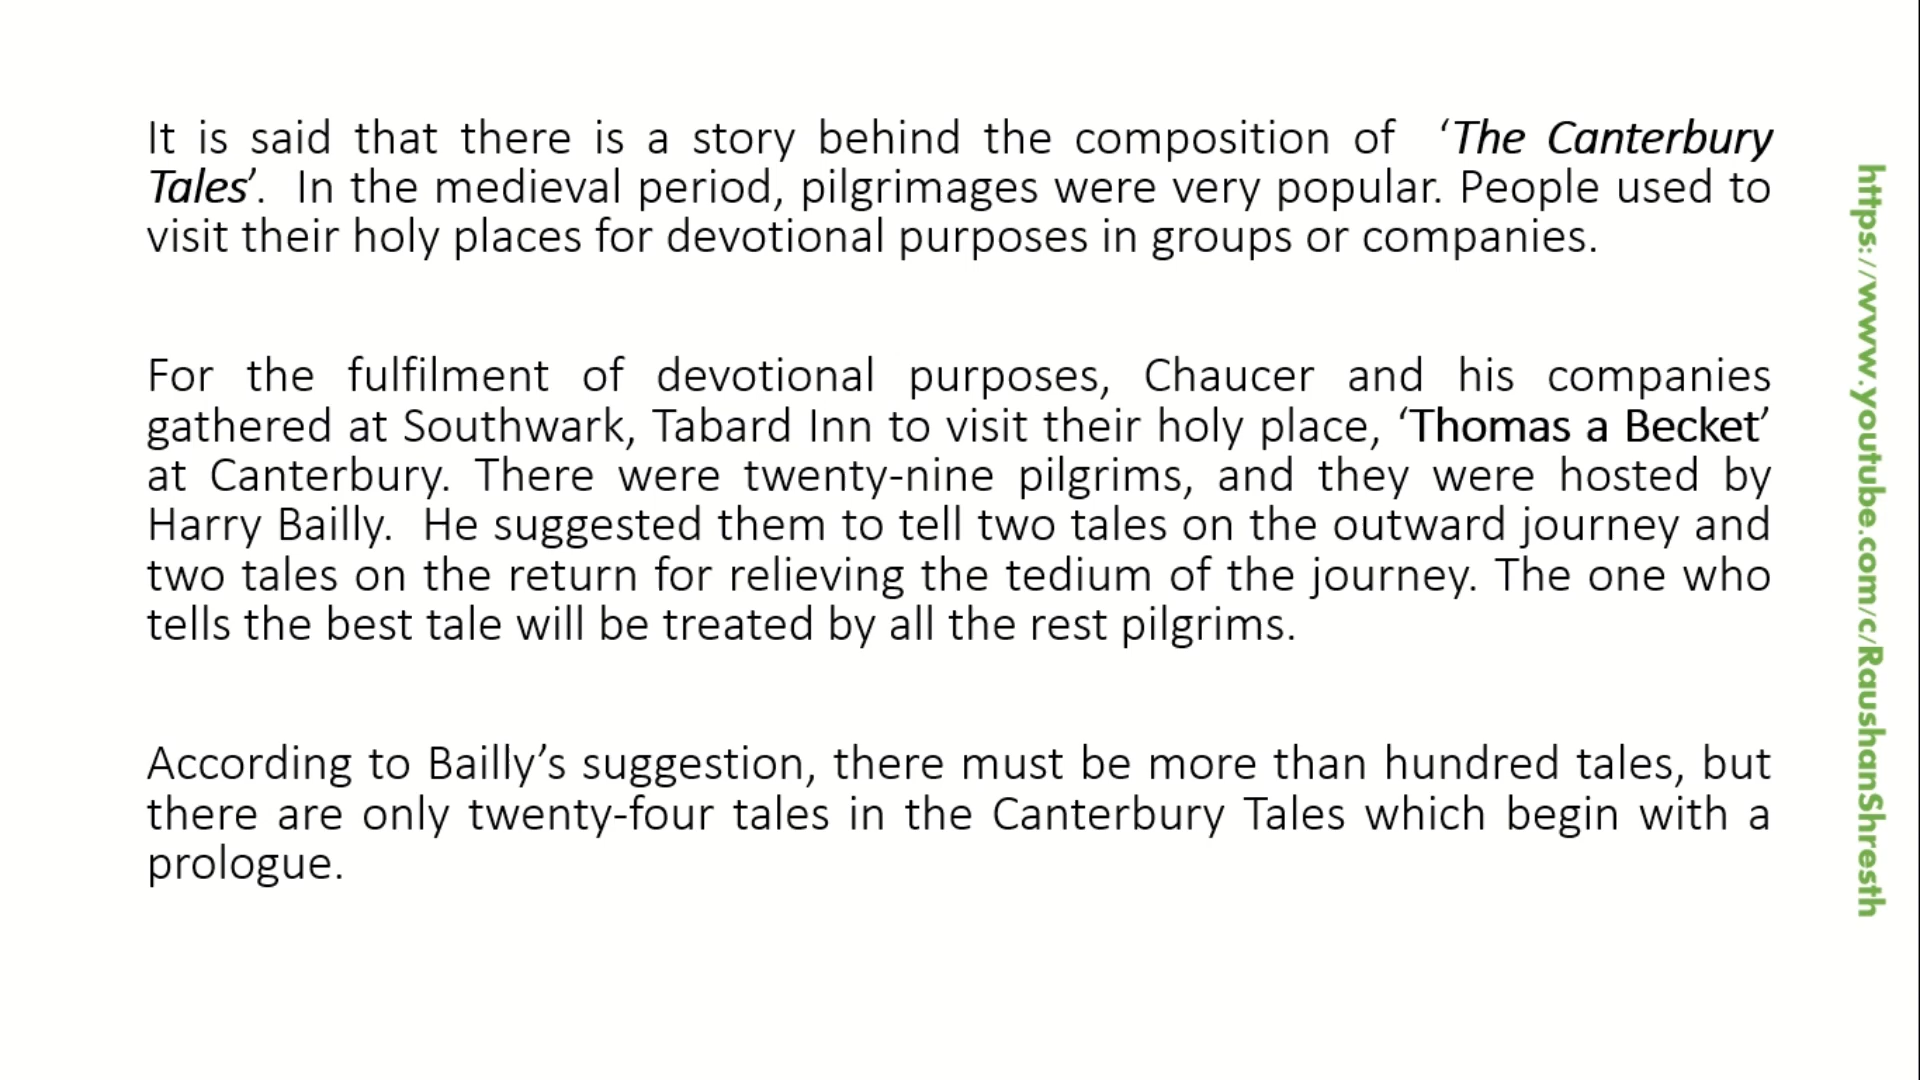 It is said that there is a story behind the composition of ‘The Canterbury
Tales’. In the medieval period, pilgrimages were very popular. People used to
visit their holy places for devotional purposes in groups or companies.
For the fulfilment of devotional purposes, Chaucer and his companies
gathered at Southwark, Tabard Inn to visit their holy place, ‘Thomas a Becket’
at Canterbury. There were twenty-nine pilgrims, and they were hosted by
Harry Bailly. He suggested them to tell two tales on the outward journey and
two tales on the return for relieving the tedium of the journey. The one who
tells the best tale will be treated by all the rest pilgrims.
According to Bailly’s suggestion, there must be more than hundred tales, but
there are only twenty-four tales in the Canterbury Tales which begin with a
prologue.
https://www.youtube.com/c/RaushanShresth